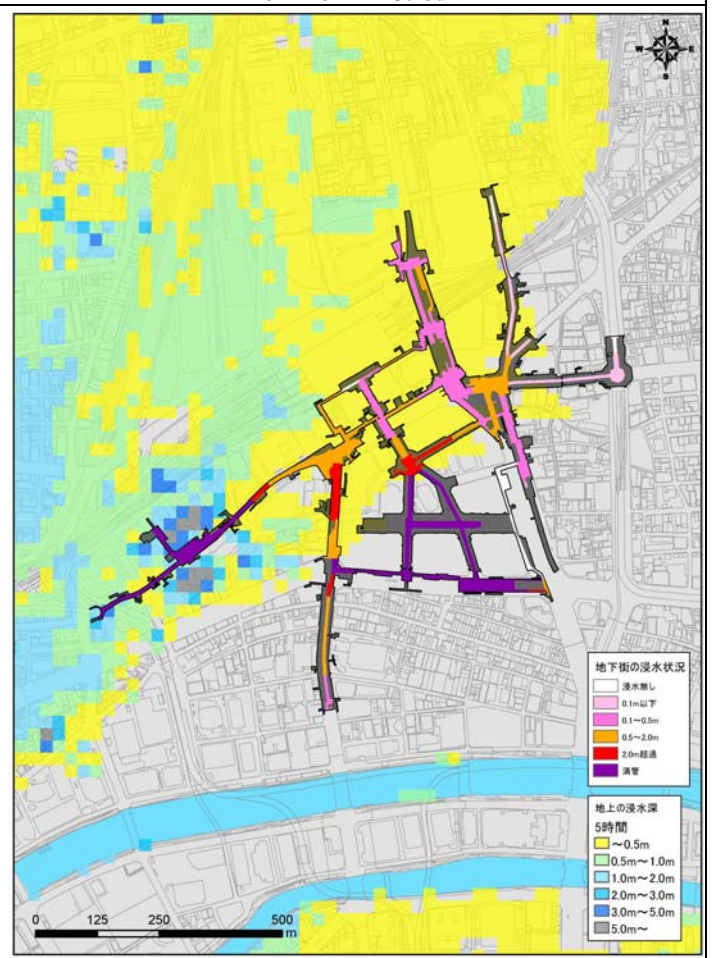 N
W E
S
地下街の浸水状況
浸水無し
0.1m以下
0.1～0.5m
0.5～2.0m
2.0m超過
満管
地上の浸水深
5時間
～0.5m
0.5m～1.0m
1.0m～2.0m
2.0m～3.0m
3.0m～5.0m
5.0m～
0 125 250 500
m